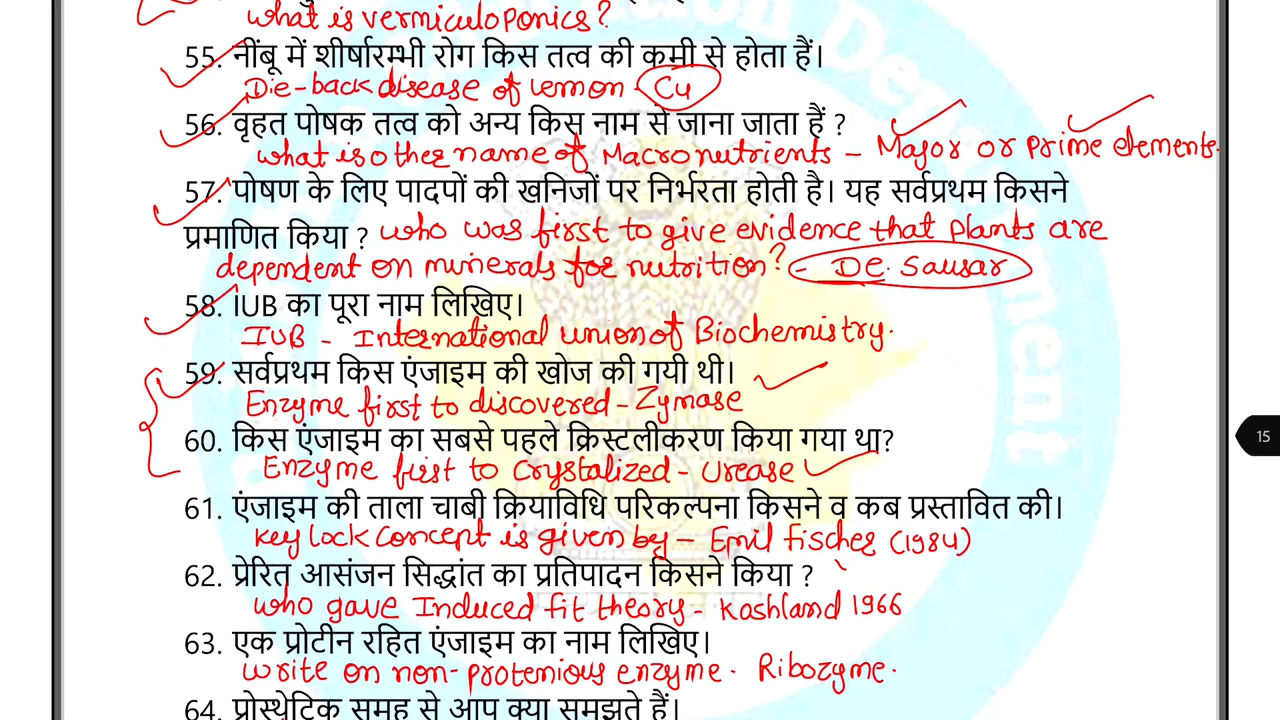 what is vermiculoponics?
55. नींबू में शीर्षारम्भी रोग किस तत्व की कमी से होता हैं।
Die-back disease of lemon. Cu
56. वृहत पोषक तत्व को अन्य किस नाम से जाना जाता हैं ?
what is other name of Macronutrients - Major or prime elements.
57. पोषण के लिए पादपों की खनिजों पर निर्भरता होती है। यह सर्वप्रथम किसने
प्रमाणित किया ? who was first to give evidence that plants are
dependent on minerals for nutrition? - De. Sausar
58. IUB का पूरा नाम लिखिए।
IUB - International union of Biochemistry.
59. सर्वप्रथम किस एंजाइम की खोज की गयी थी।
Enzyme first to discovered - Zymase
60. किस एंजाइम का सबसे पहले क्रिस्टलीकरण किया गया था?
Enzyme first to crystalized - Urease
61. एंजाइम की ताला चाबी क्रियाविधि परिकल्पना किसने व कब प्रस्तावित की।
Key lock concept is given by - Emil fischer (1984)
62. प्रेरित आसंजन सिद्धांत का प्रतिपादन किसने किया ?
who gave Induced fit theory - Koshland 1966
63. एक प्रोटीन रहित एंजाइम का नाम लिखिए।
write on non-protenious enzyme. Ribozyme.
64. प्रोस्थेटिक समूह से आप क्या समझते हैं।
15